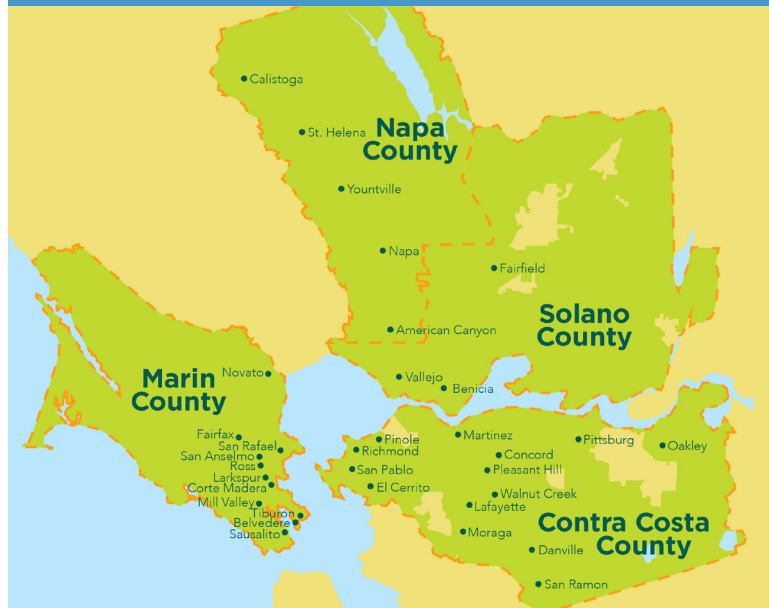 Calistoga
St. Helena
Napa
County
Yountville
Napa
Fairfield
American Canyon
Solano
County
Vallejo
Benicia
Novato
Marin
County
Fairfax
San Rafael
San Anselmo
Ross
Larkspur
Corte Madera
Mill Valley
Tiburon
Belvedere
Sausalito
Pinole
Richmond
San Pablo
El Cerrito
Martinez
Concord
Pleasant Hill
Walnut Creek
Lafayette
Moraga
Pittsburg
Oakley
Contra Costa
County
Danville
San Ramon